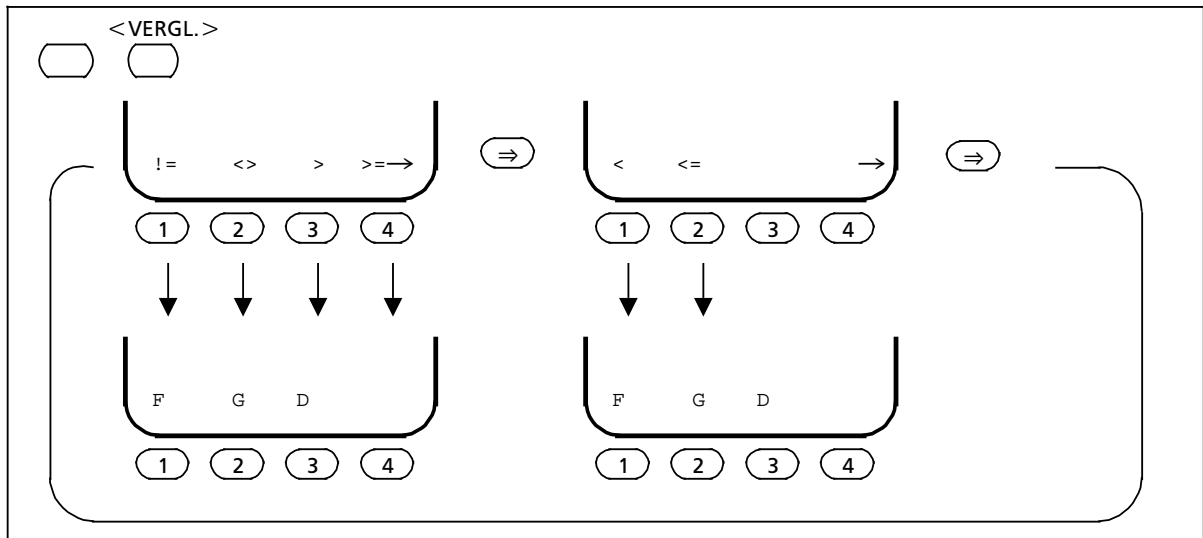 <VERGL.>
!= <> > >=→ ⇒ < <= → ⇒
1 2 3 4 1 2 3 4
F G D F G D
1 2 3 4 1 2 3 4